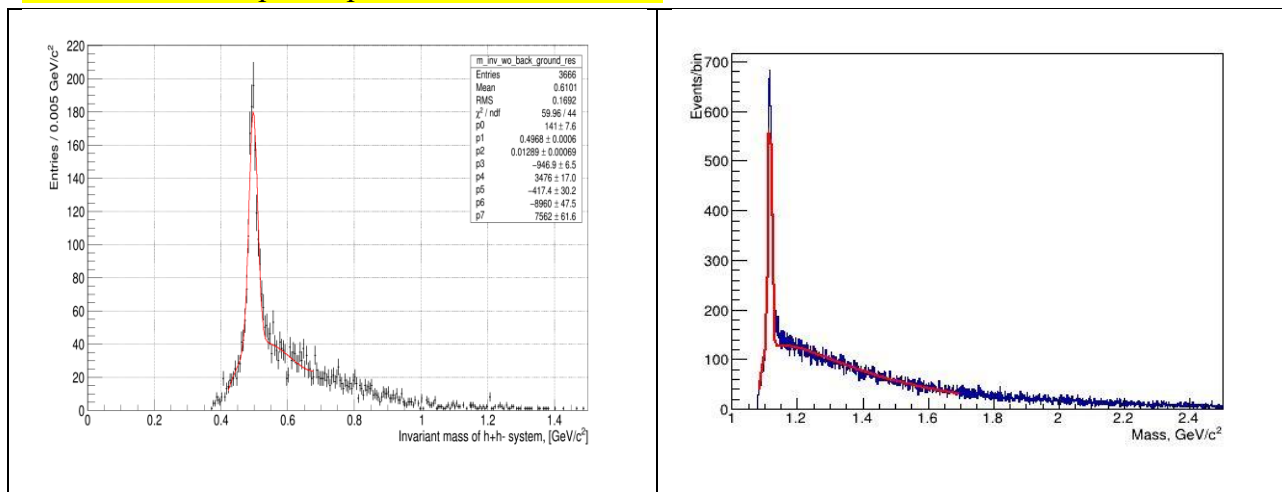 220
200
180
160
140
120
100
80
60
40
20
0
Entries / 0.005 GeV/c²
m_inv_wo_back_ground_res
Entries 3666
Mean 0.6101
RMS 0.1692
χ² / ndf 59.96 / 44
p0 141 ± 7.6
p1 0.4968 ± 0.0006
p2 0.01289 ± 0.00069
p3 −946.9 ± 6.5
p4 3476 ± 17.0
p5 −417.4 ± 30.2
p6 −8960 ± 47.5
p7 7562 ± 61.6
0 0.2 0.4 0.6 0.8 1 1.2 1.4
Invariant mass of h+h- system, [GeV/c²]
Events/bin
700
600
500
400
300
200
100
0
1 1.2 1.4 1.6 1.8 2 2.2 2.4
Mass, GeV/c²